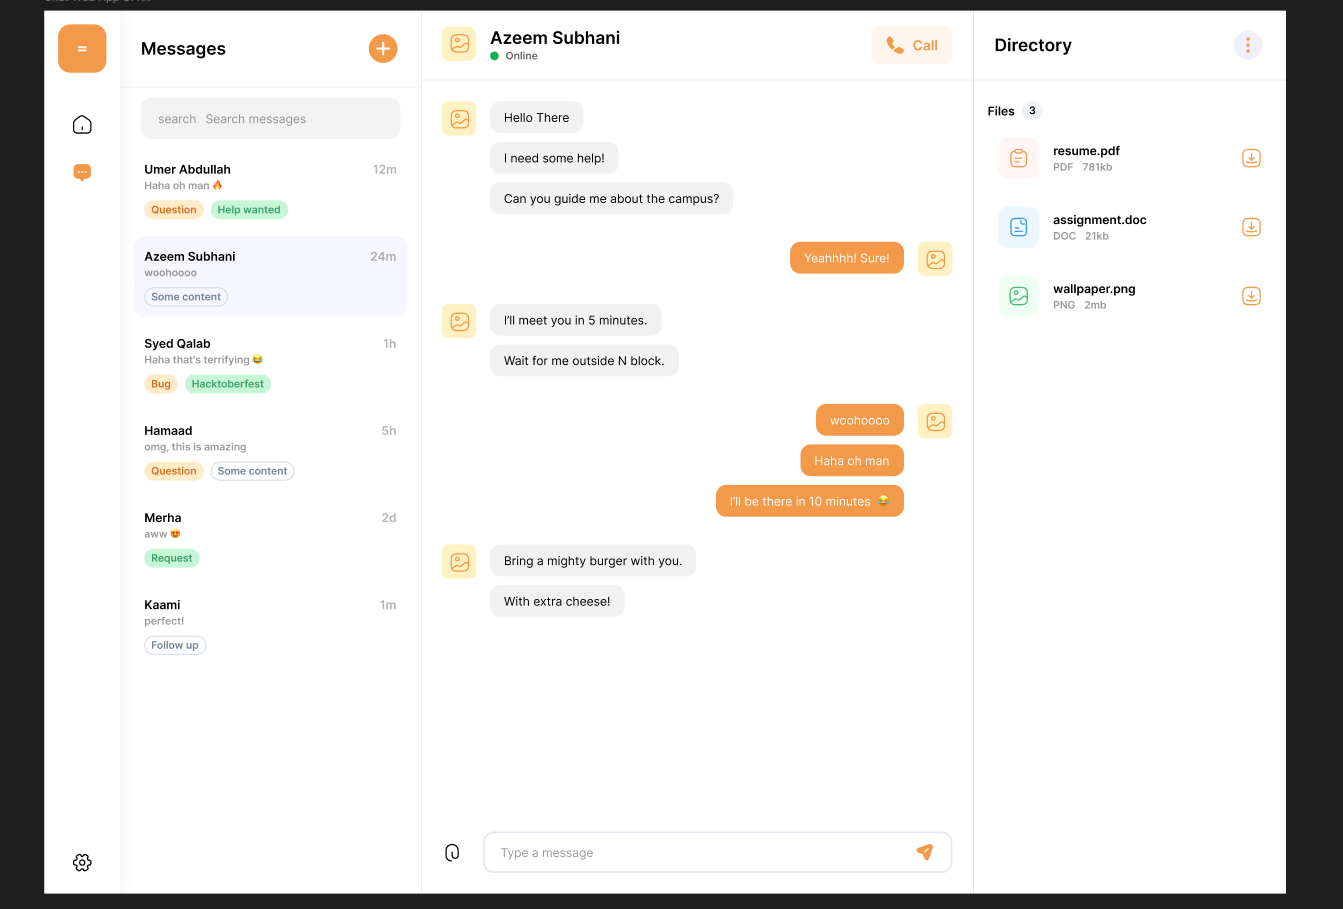 Messages
search Search messages
Umer Abdullah 12m
Haha oh man 🔥
Question Help wanted
Azeem Subhani 24m
woohoooo
Some content
Syed Qalab 1h
Haha that's terrifying 😂
Bug Hacktoberfest
Hamaad 5h
omg, this is amazing
Question Some content
Merha 2d
aww 😍
Request
Kaami 1m
perfect!
Follow up
Azeem Subhani
Online
Call
Hello There
I need some help!
Can you guide me about the campus?
Yeahhhh! Sure!
I'll meet you in 5 minutes.
Wait for me outside N block.
woohoooo
Haha oh man
I'll be there in 10 minutes 😂
Bring a mighty burger with you.
With extra cheese!
Type a message
Directory
Files 3
resume.pdf
PDF 781kb
assignment.doc
DOC 21kb
wallpaper.png
PNG 2mb